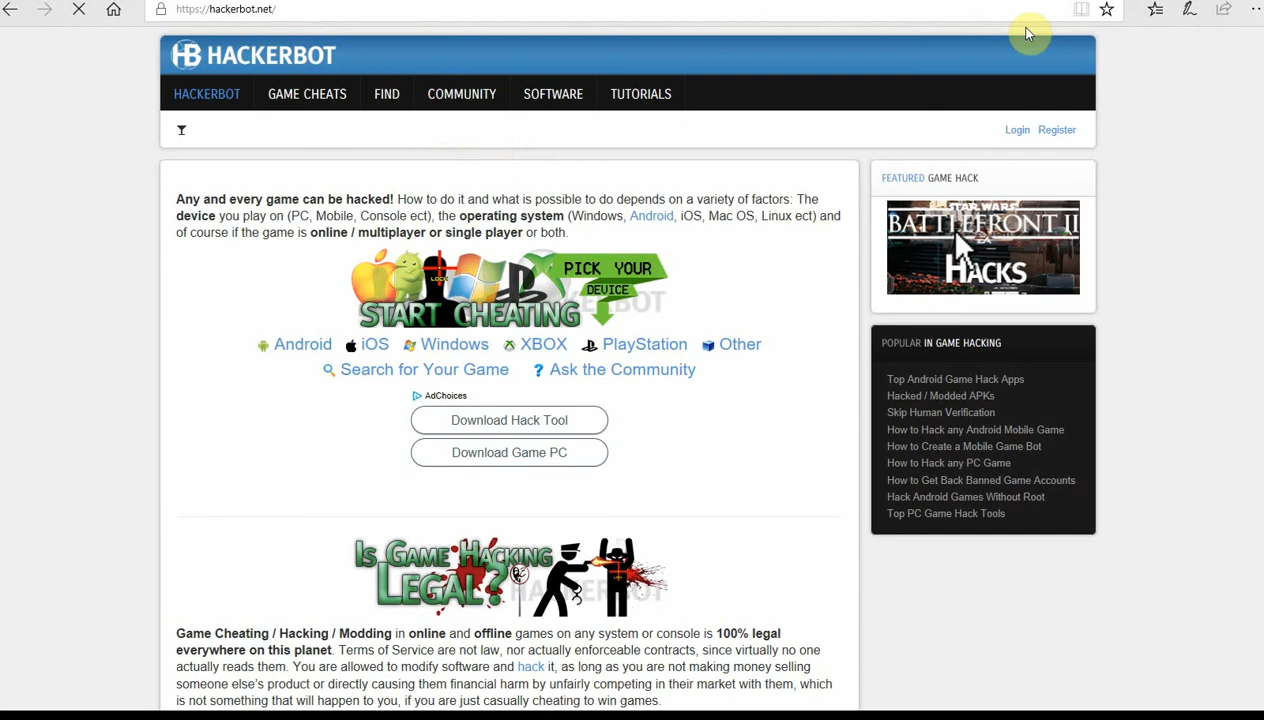 https://hackerbot.net/
HB HACKERBOT
HACKERBOT GAME CHEATS FIND COMMUNITY SOFTWARE TUTORIALS
Login Register
Any and every game can be hacked! How to do it and what is possible to do depends on a variety of factors: The
device you play on (PC, Mobile, Console ect), the operating system (Windows, Android, iOS, Mac OS, Linux ect) and
of course if the game is online / multiplayer or single player or both.
PICK YOUR
DEVICE
START CHEATING
Android iOS Windows XBOX PlayStation Other
Search for Your Game ? Ask the Community
AdChoices
Download Hack Tool
Download Game PC
IS GAME HACKING
LEGAL?
Game Cheating / Hacking / Modding in online and offline games on any system or console is 100% legal
everywhere on this planet. Terms of Service are not law, nor actually enforceable contracts, since virtually no one
actually reads them. You are allowed to modify software and hack it, as long as you are not making money selling
someone else's product or directly causing them financial harm by unfairly competing in their market with them, which
is not something that will happen to you, if you are just casually cheating to win games.
FEATURED GAME HACK
STAR WARS
BATTLEFRONT II
EA
HACKS
POPULAR IN GAME HACKING
Top Android Game Hack Apps
Hacked / Modded APKs
Skip Human Verification
How to Hack any Android Mobile Game
How to Create a Mobile Game Bot
How to Hack any PC Game
How to Get Back Banned Game Accounts
Hack Android Games Without Root
Top PC Game Hack Tools